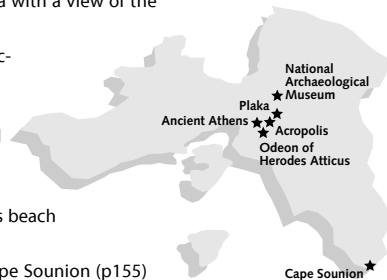 a with a view of the
c-
s beach
pe Sounion (p155)
National
Archaeological
Museum
Plaka
Ancient Athens
Acropolis
Odeon of
Herodes Atticus
Cape Sounion